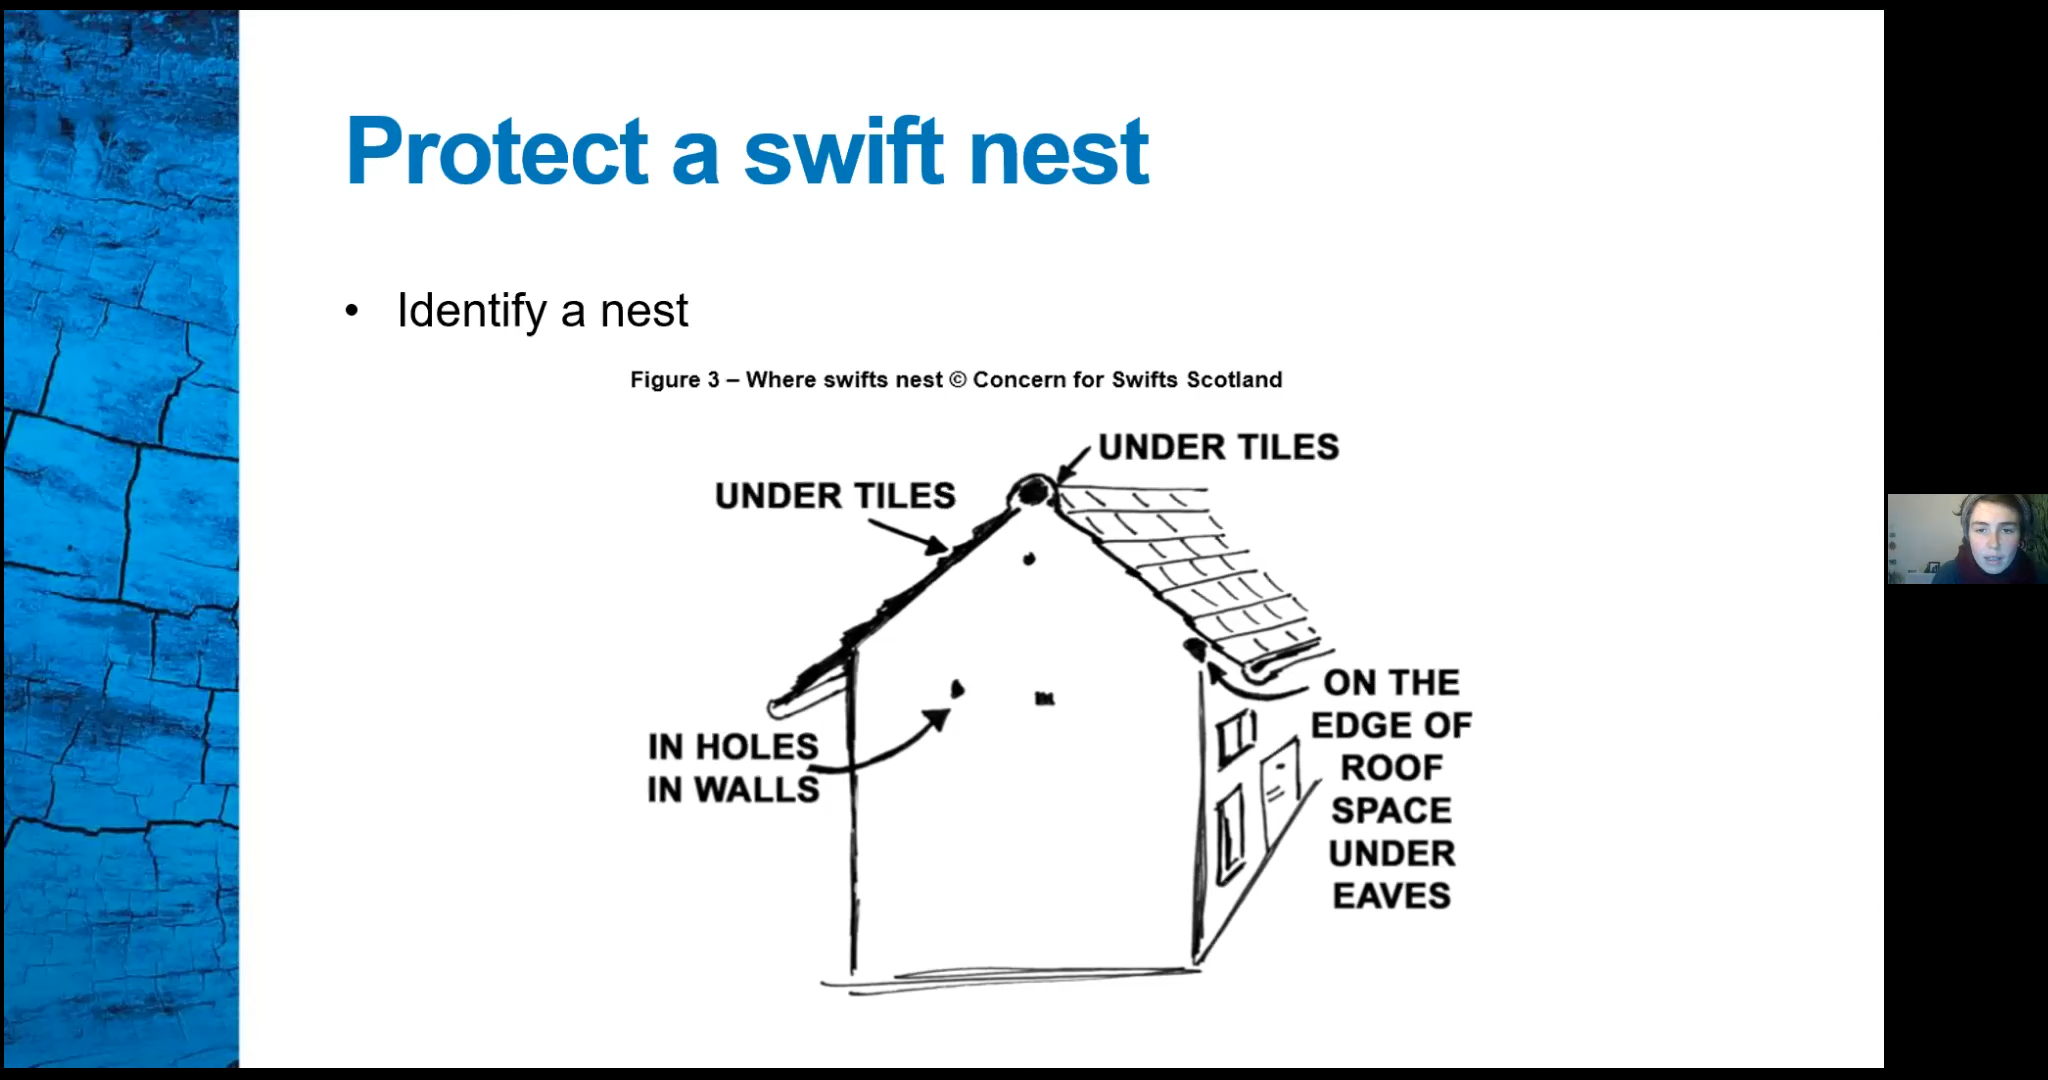 Protect a swift nest
• Identify a nest
Figure 3 – Where swifts nest © Concern for Swifts Scotland
UNDER TILES
UNDER TILES
IN HOLES
IN WALLS
ON THE
EDGE OF
ROOF
SPACE
UNDER
EAVES